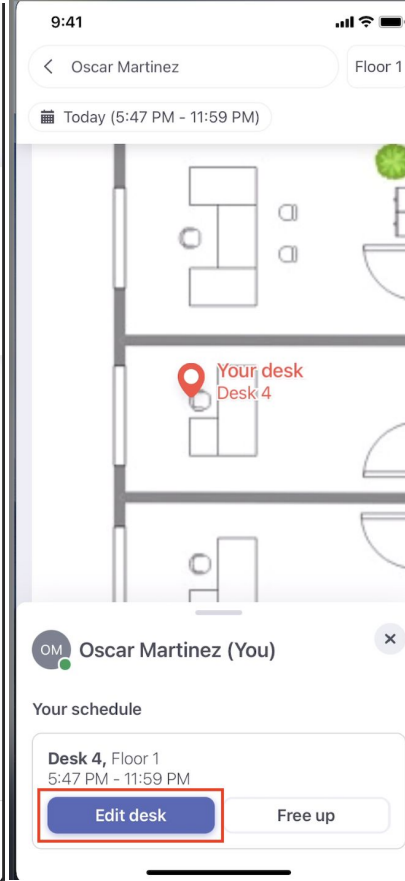 9:41
Oscar Martinez
Floor 1
Today (5:47 PM - 11:59 PM)
Your desk
Desk 4
OM
Oscar Martinez (You)
Your schedule
Desk 4, Floor 1
5:47 PM - 11:59 PM
Edit desk
Free up